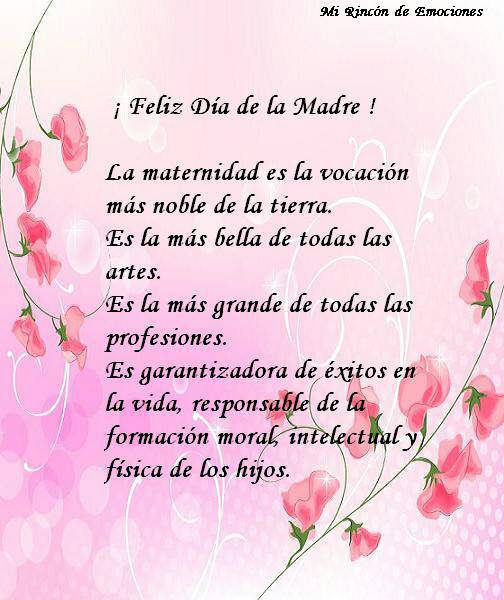 Mi Rincón de Emociones
¡ Feliz Día de la Madre !
La maternidad es la vocación
más noble de la tierra.
Es la más bella de todas las
artes.
Es la más grande de todas las
profesiones.
Es garantizadora de éxitos en
la vida, responsable de la
formación moral, intelectual y
física de los hijos.